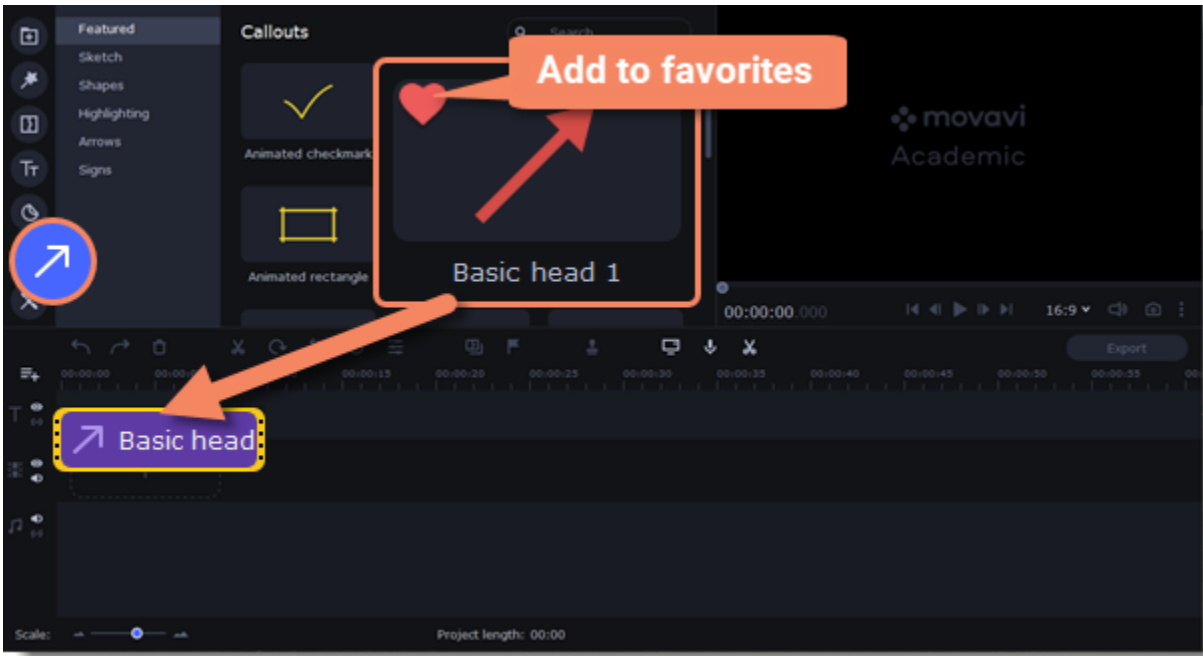 Featured
Sketch
Shapes
Highlighting
Arrows
Signs
Callouts
Search
Add to favorites
Animated checkmark
Animated rectangle
Basic head 1
movavi
Academic
00:00:00.000
16:9
Export
00:00:00
00:00:15
00:00:20
00:00:25
00:00:30
00:00:35
00:00:40
00:00:45
00:00:50
00:00:55
Basic head
Scale:
Project length: 00:00